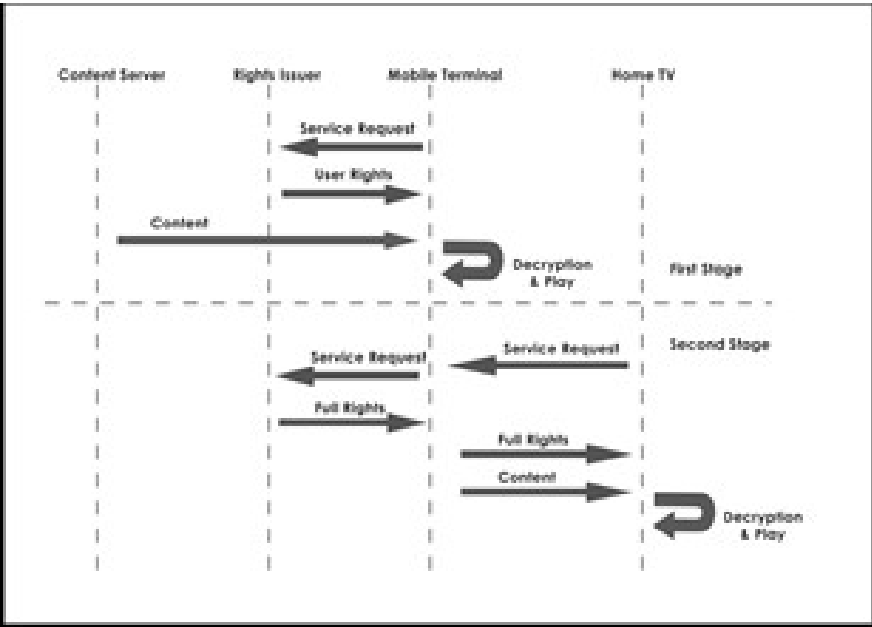 Content Server
Rights Issuer
Mobile Terminal
Home TV
Service Request
User Rights
Content
Decryption
& Play
First Stage
Second Stage
Service Request
Service Request
Full Rights
Full Rights
Content
Decryption
& Play